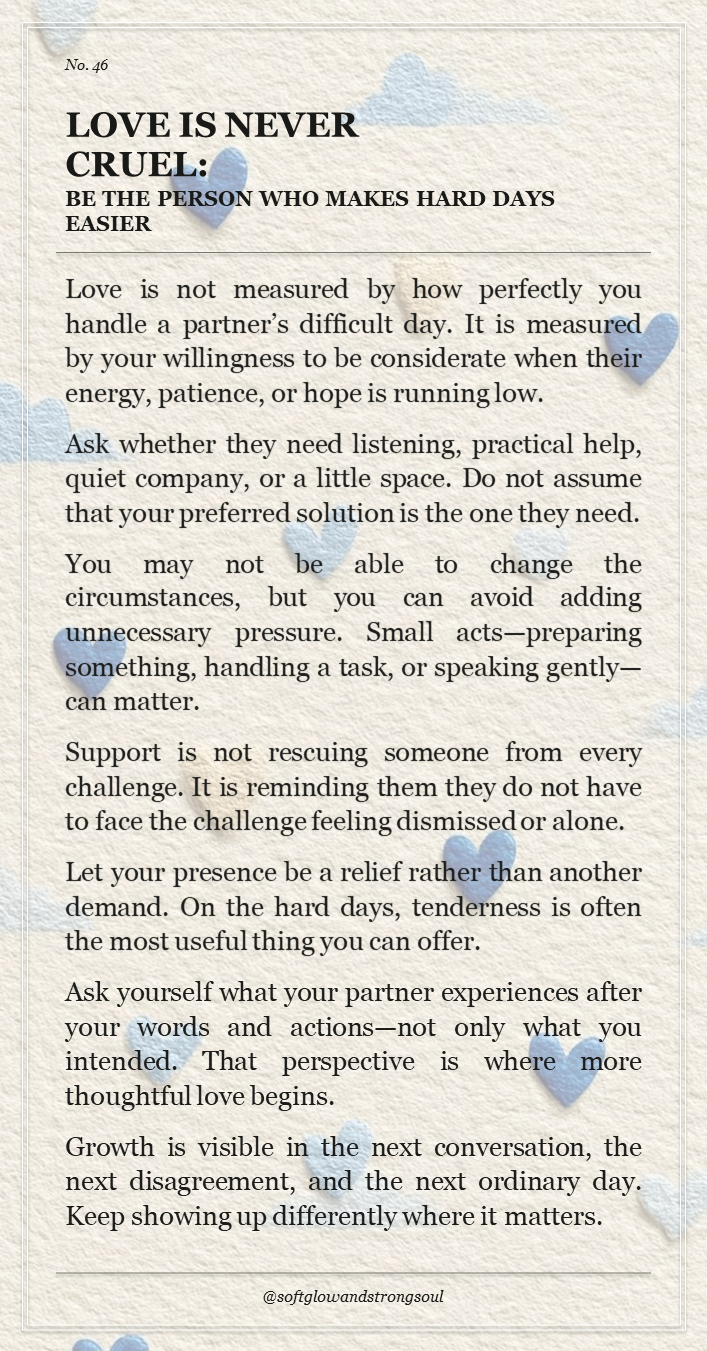 No. 46
LOVE IS NEVER
CRUEL:
BE THE PERSON WHO MAKES HARD DAYS
EASIER
Love is not measured by how perfectly you
handle a partner’s difficult day. It is measured
by your willingness to be considerate when their
energy, patience, or hope is running low.
Ask whether they need listening, practical help,
quiet company, or a little space. Do not assume
that your preferred solution is the one they need.
You may not be able to change the
circumstances, but you can avoid adding
unnecessary pressure. Small acts—preparing
something, handling a task, or speaking gently—
can matter.
Support is not rescuing someone from every
challenge. It is reminding them they do not have
to face the challenge feeling dismissed or alone.
Let your presence be a relief rather than another
demand. On the hard days, tenderness is often
the most useful thing you can offer.
Ask yourself what your partner experiences after
your words and actions—not only what you
intended. That perspective is where more
thoughtful love begins.
Growth is visible in the next conversation, the
next disagreement, and the next ordinary day.
Keep showing up differently where it matters.
@softglowandstrongsoul